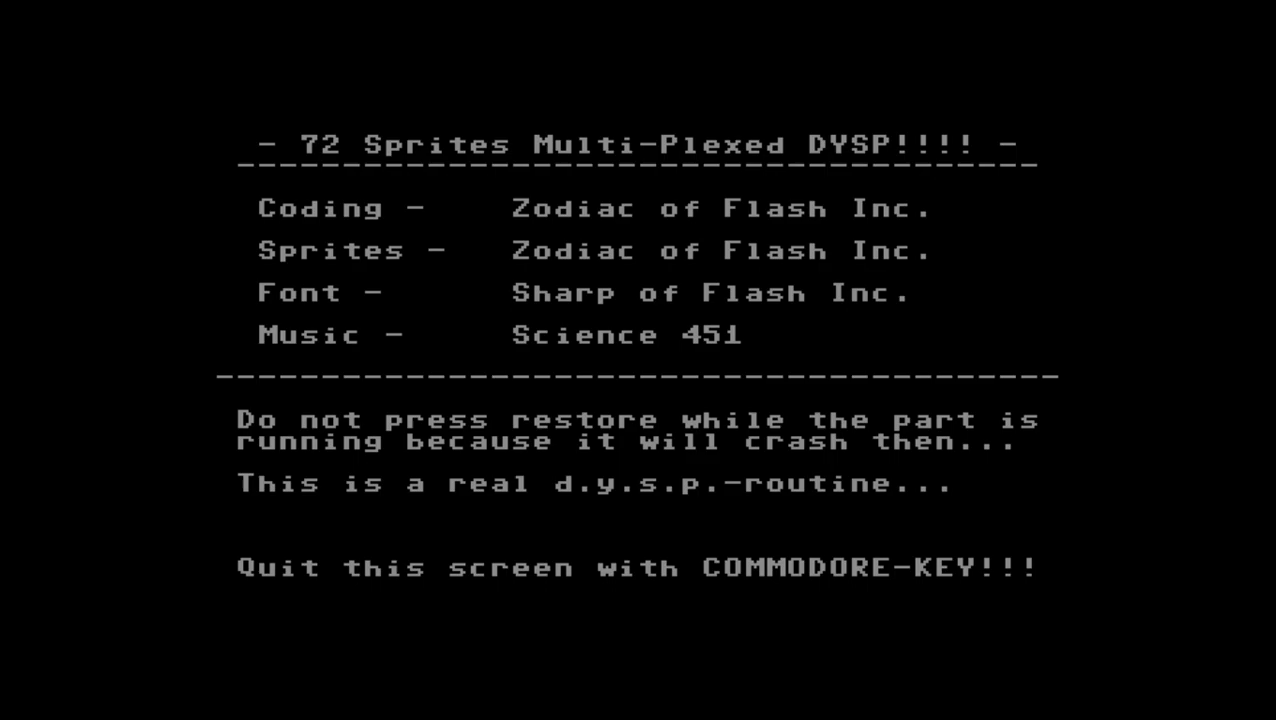 - 72 Sprites Multi-Plexed DYSP!!!! -
--------------------------------------
Coding -    Zodiac of Flash Inc.
Sprites -   Zodiac of Flash Inc.
Font -      Sharp of Flash Inc.
Music -     Science 451
----------------------------------------
Do not press restore while the part is
running because it will crash then...
This is a real d.y.s.p.-routine...
Quit this screen with COMMODORE-KEY!!!